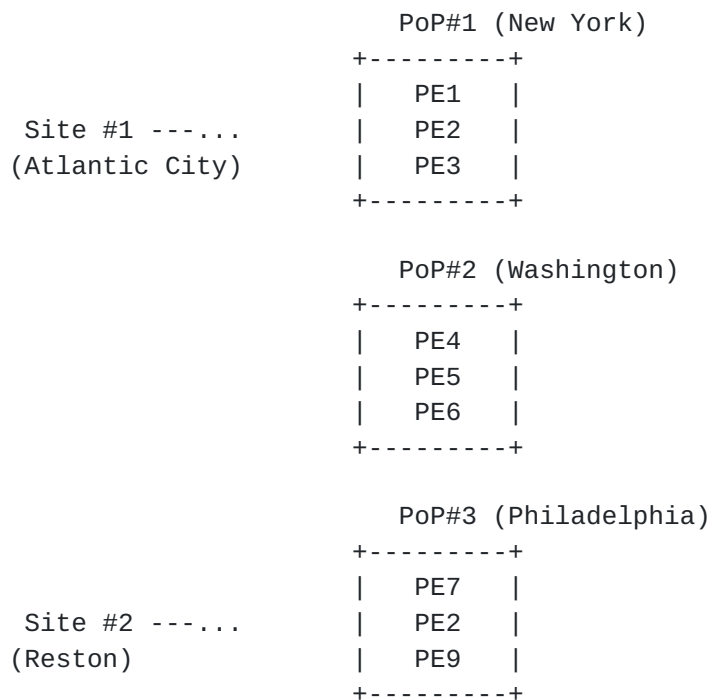 PoP#1 (New York)
+---------+
|   PE1   |
Site #1 ---...          |   PE2   |
(Atlantic City)         |   PE3   |
+---------+
PoP#2 (Washington)
+---------+
|   PE4   |
|   PE5   |
|   PE6   |
+---------+
PoP#3 (Philadelphia)
+---------+
|   PE7   |
Site #2 ---...          |   PE2   |
(Reston)                |   PE9   |
+---------+